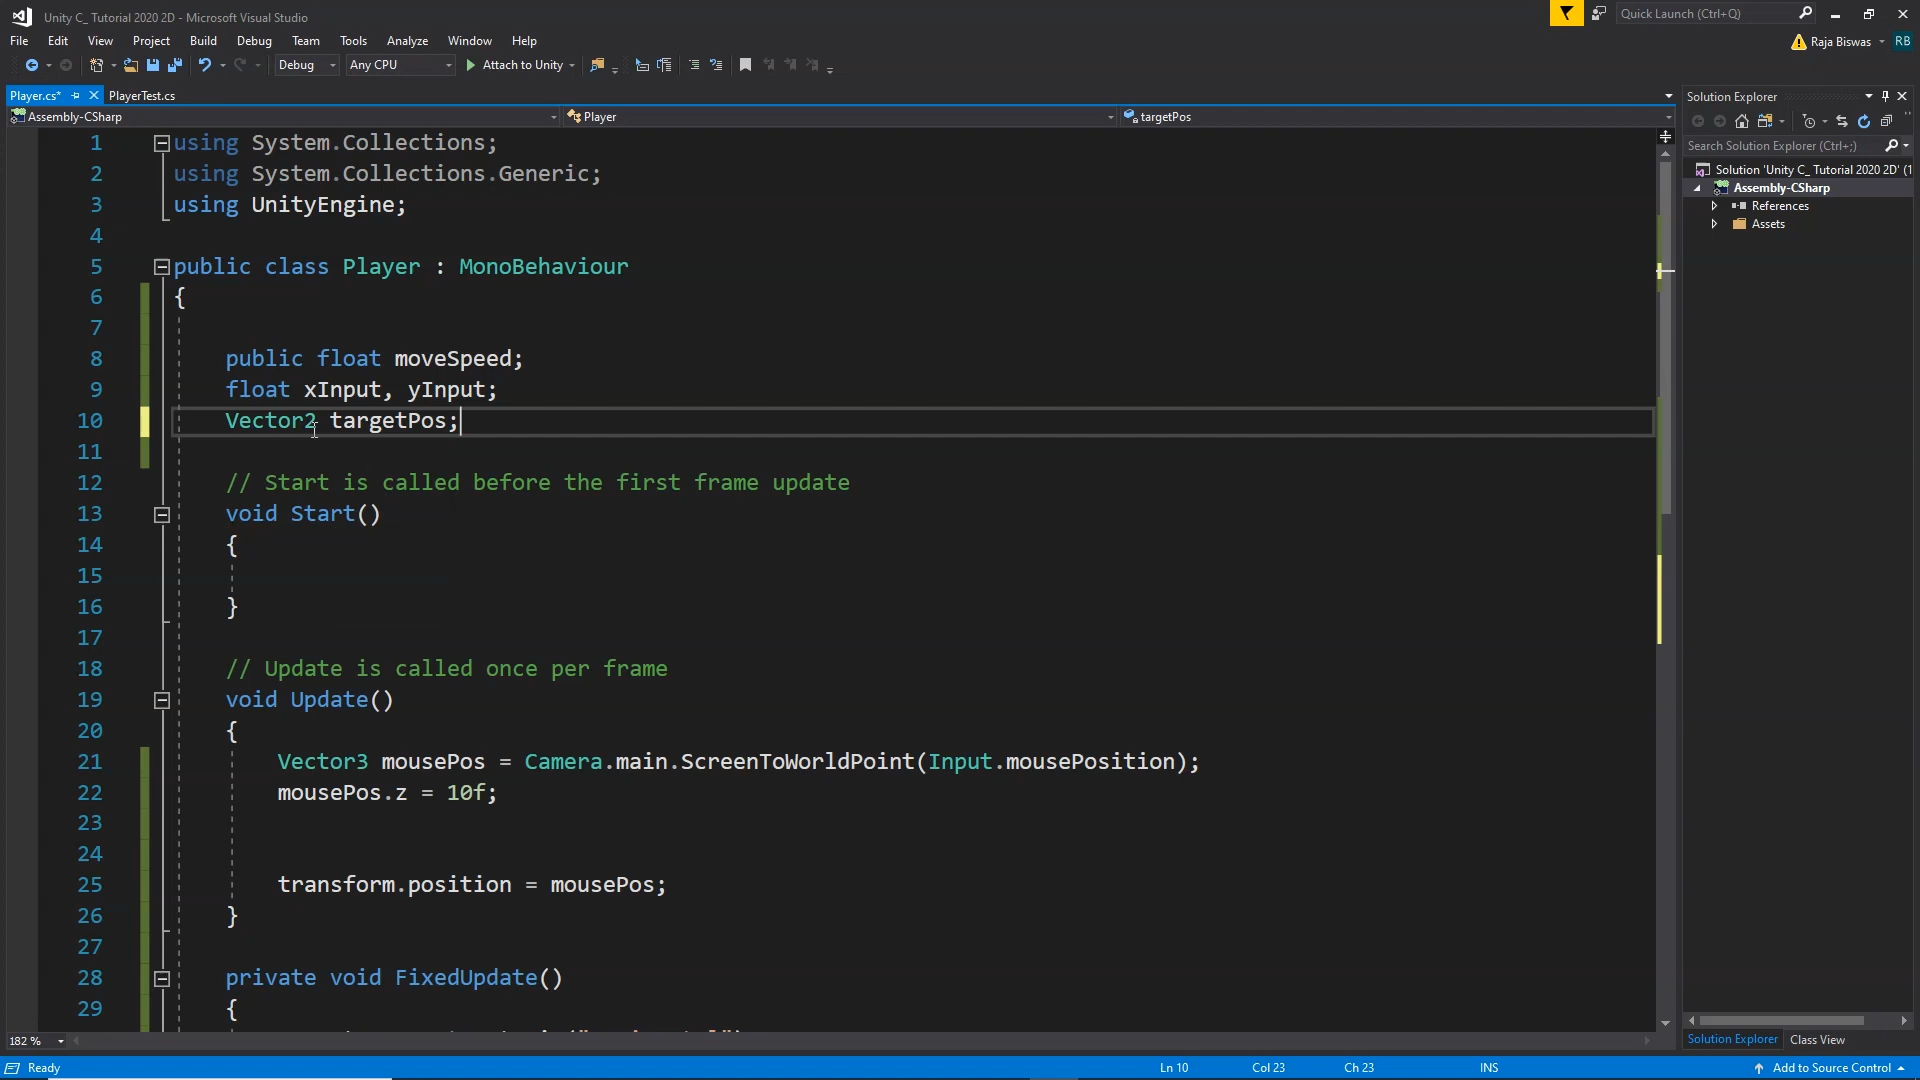 Unity C_ Tutorial 2020 2D - Microsoft Visual Studio
Quick Launch (Ctrl+Q)
File Edit View Project Build Debug Team Tools Analyze Window Help
Raja Biswas RB
Debug Any CPU Attach to Unity
Player.cs* PlayerTest.cs
Solution Explorer
Assembly-CSharp Player targetPos
Search Solution Explorer (Ctrl+;)
Solution 'Unity C_ Tutorial 2020 2D' (1
Assembly-CSharp
References
Assets
1 using System.Collections;
2 using System.Collections.Generic;
3 using UnityEngine;
4
5 public class Player : MonoBehaviour
6 {
7
8 public float moveSpeed;
9 float xInput, yInput;
10 Vector2 targetPos;
11
12 // Start is called before the first frame update
13 void Start()
14 {
15
16 }
17
18 // Update is called once per frame
19 void Update()
20 {
21 Vector3 mousePos = Camera.main.ScreenToWorldPoint(Input.mousePosition);
22 mousePos.z = 10f;
23
24
25 transform.position = mousePos;
26 }
27
28 private void FixedUpdate()
29 {
182 %
Solution Explorer Class View
Ready Ln 10 Col 23 Ch 23 INS Add to Source Control